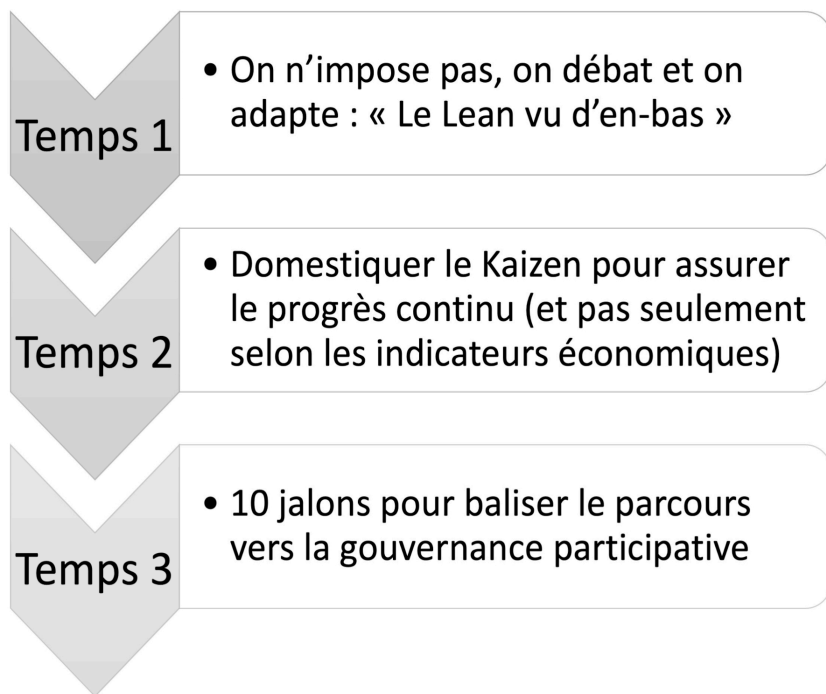 Temps 1
• On n’impose pas, on débat et on
adapte : « Le Lean vu d’en-bas »
Temps 2
• Domestiquer le Kaizen pour assurer
le progrès continu (et pas seulement
selon les indicateurs économiques)
Temps 3
• 10 jalons pour baliser le parcours
vers la gouvernance participative